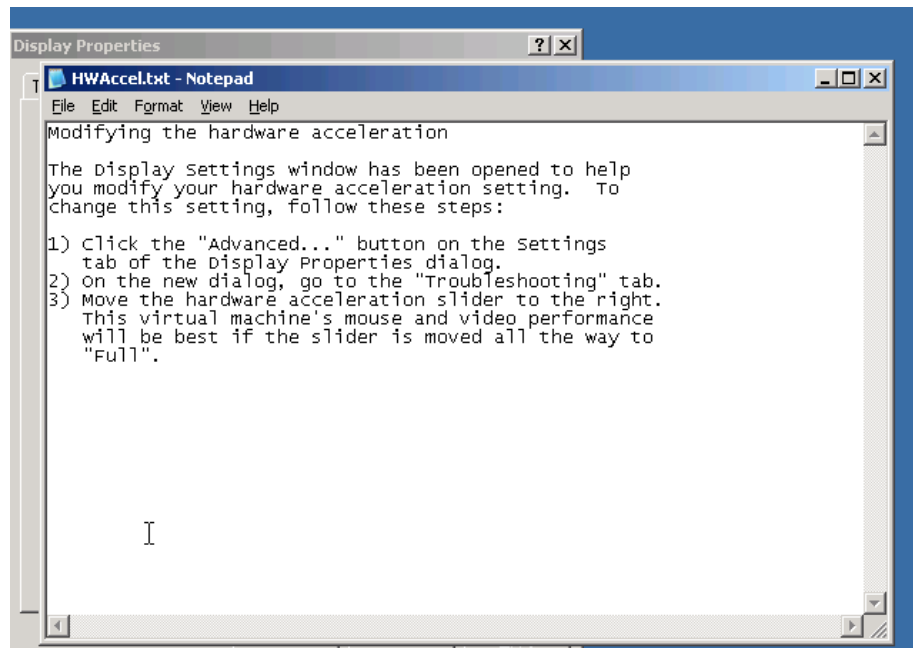 Display Properties
HWAccel.txt - Notepad
File Edit Format View Help
Modifying the hardware acceleration
The Display Settings window has been opened to help
you modify your hardware acceleration setting. To
change this setting, follow these steps:
1) Click the "Advanced..." button on the Settings
tab of the Display Properties dialog.
2) On the new dialog, go to the "Troubleshooting" tab.
3) Move the hardware acceleration slider to the right.
This virtual machine's mouse and video performance
will be best if the slider is moved all the way to
"Full".